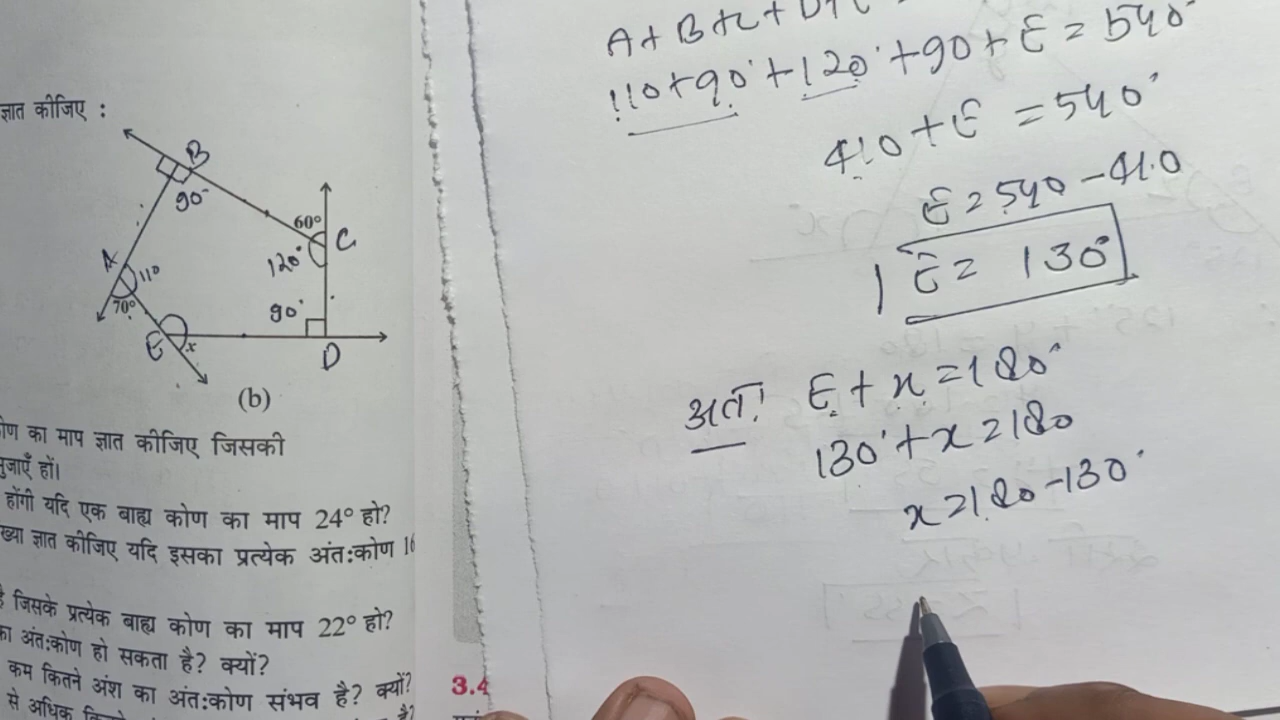 ज्ञात कीजिए :
B
90°
60°
C
120°
A
110
70°
90°
E
x
D
(b)
कोण का माप ज्ञात कीजिए जिसकी
भुजाएँ हों।
होंगी यदि एक बाह्य कोण का माप 24° हो?
ज्ञात कीजिए यदि इसका प्रत्येक अंत:कोण 16
है जिसके प्रत्येक बाह्य कोण का माप 22° हो?
का अंत:कोण हो सकता है? क्यों?
कम कितने अंश का अंत:कोण संभव है? क्यों?
से अधिक
3.4
A+B+C+D+E =
110+90°+120°+90+E=540°
410+E =540°
E=540-410
E= 130°
अतः E+x=180°
130°+x=180
x=180-130°